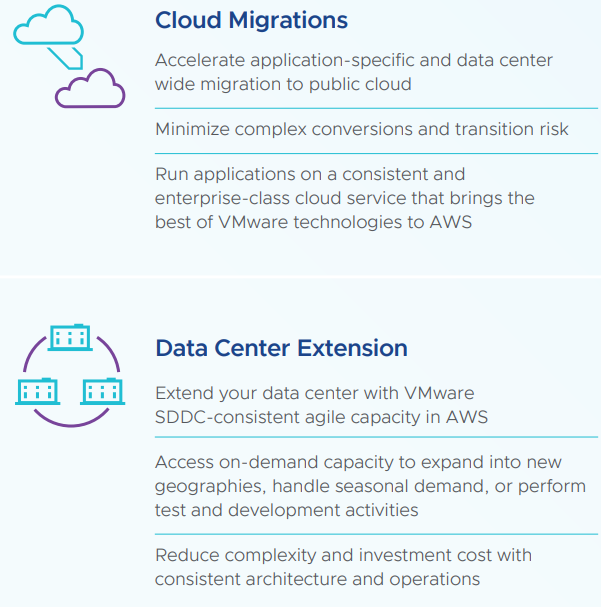 Cloud Migrations
Accelerate application-specific and data center
wide migration to public cloud
Minimize complex conversions and transition risk
Run applications on a consistent and
enterprise-class cloud service that brings the
best of VMware technologies to AWS
Data Center Extension
Extend your data center with VMware
SDDC-consistent agile capacity in AWS
Access on-demand capacity to expand into new
geographies, handle seasonal demand, or perform
test and development activities
Reduce complexity and investment cost with
consistent architecture and operations